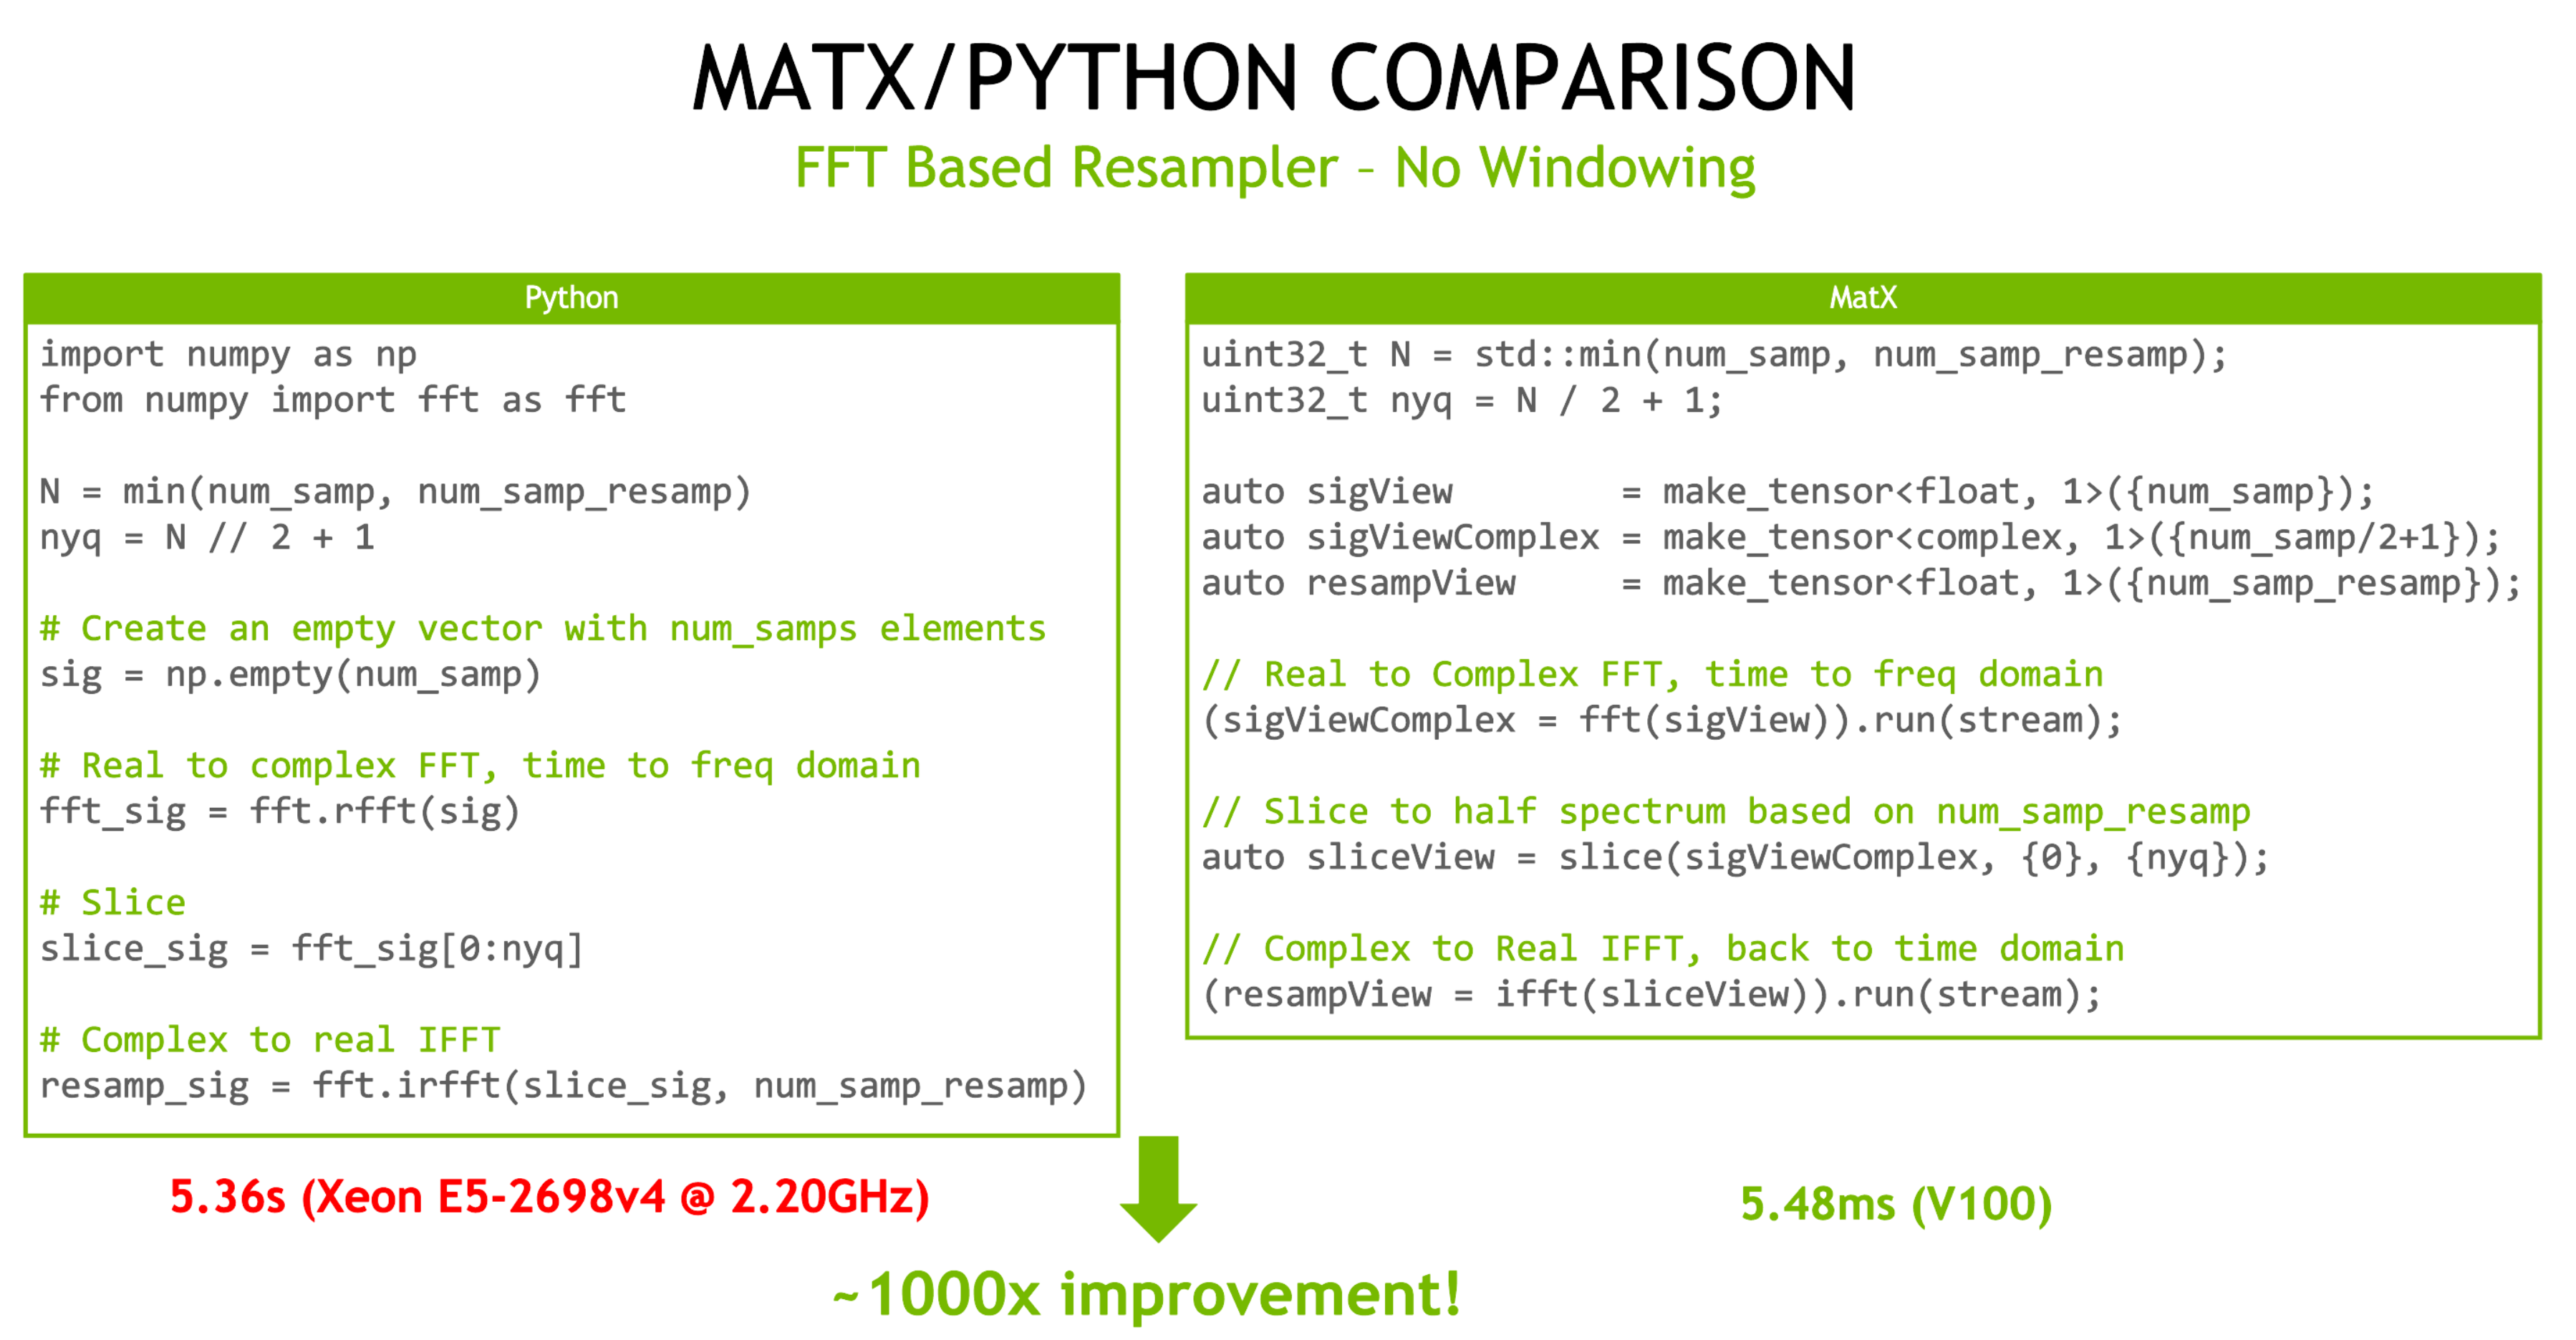 MATX/PYTHON COMPARISON
FFT Based Resampler – No Windowing
Python
import numpy as np
from numpy import fft as fft
N = min(num_samp, num_samp_resamp)
nyq = N // 2 + 1
# Create an empty vector with num_samps elements
sig = np.empty(num_samp)
# Real to complex FFT, time to freq domain
fft_sig = fft.rfft(sig)
# Slice
slice_sig = fft_sig[0:nyq]
# Complex to real IFFT
resamp_sig = fft.irfft(slice_sig, num_samp_resamp)
5.36s (Xeon E5-2698v4 @ 2.20GHz)
MatX
uint32_t N = std::min(num_samp, num_samp_resamp);
uint32_t nyq = N / 2 + 1;
auto sigView        = make_tensor<float, 1>({num_samp});
auto sigViewComplex = make_tensor<complex, 1>({num_samp/2+1});
auto resampView     = make_tensor<float, 1>({num_samp_resamp});
// Real to Complex FFT, time to freq domain
(sigViewComplex = fft(sigView)).run(stream);
// Slice to half spectrum based on num_samp_resamp
auto sliceView = slice(sigViewComplex, {0}, {nyq});
// Complex to Real IFFT, back to time domain
(resampView = ifft(sliceView)).run(stream);
5.48ms (V100)
~1000x improvement!